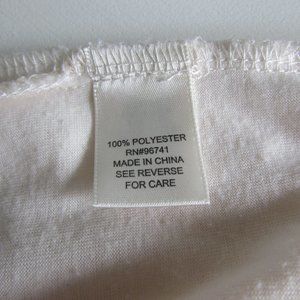 100% POLYESTER
RN#96741
MADE IN CHINA
SEE REVERSE
FOR CARE